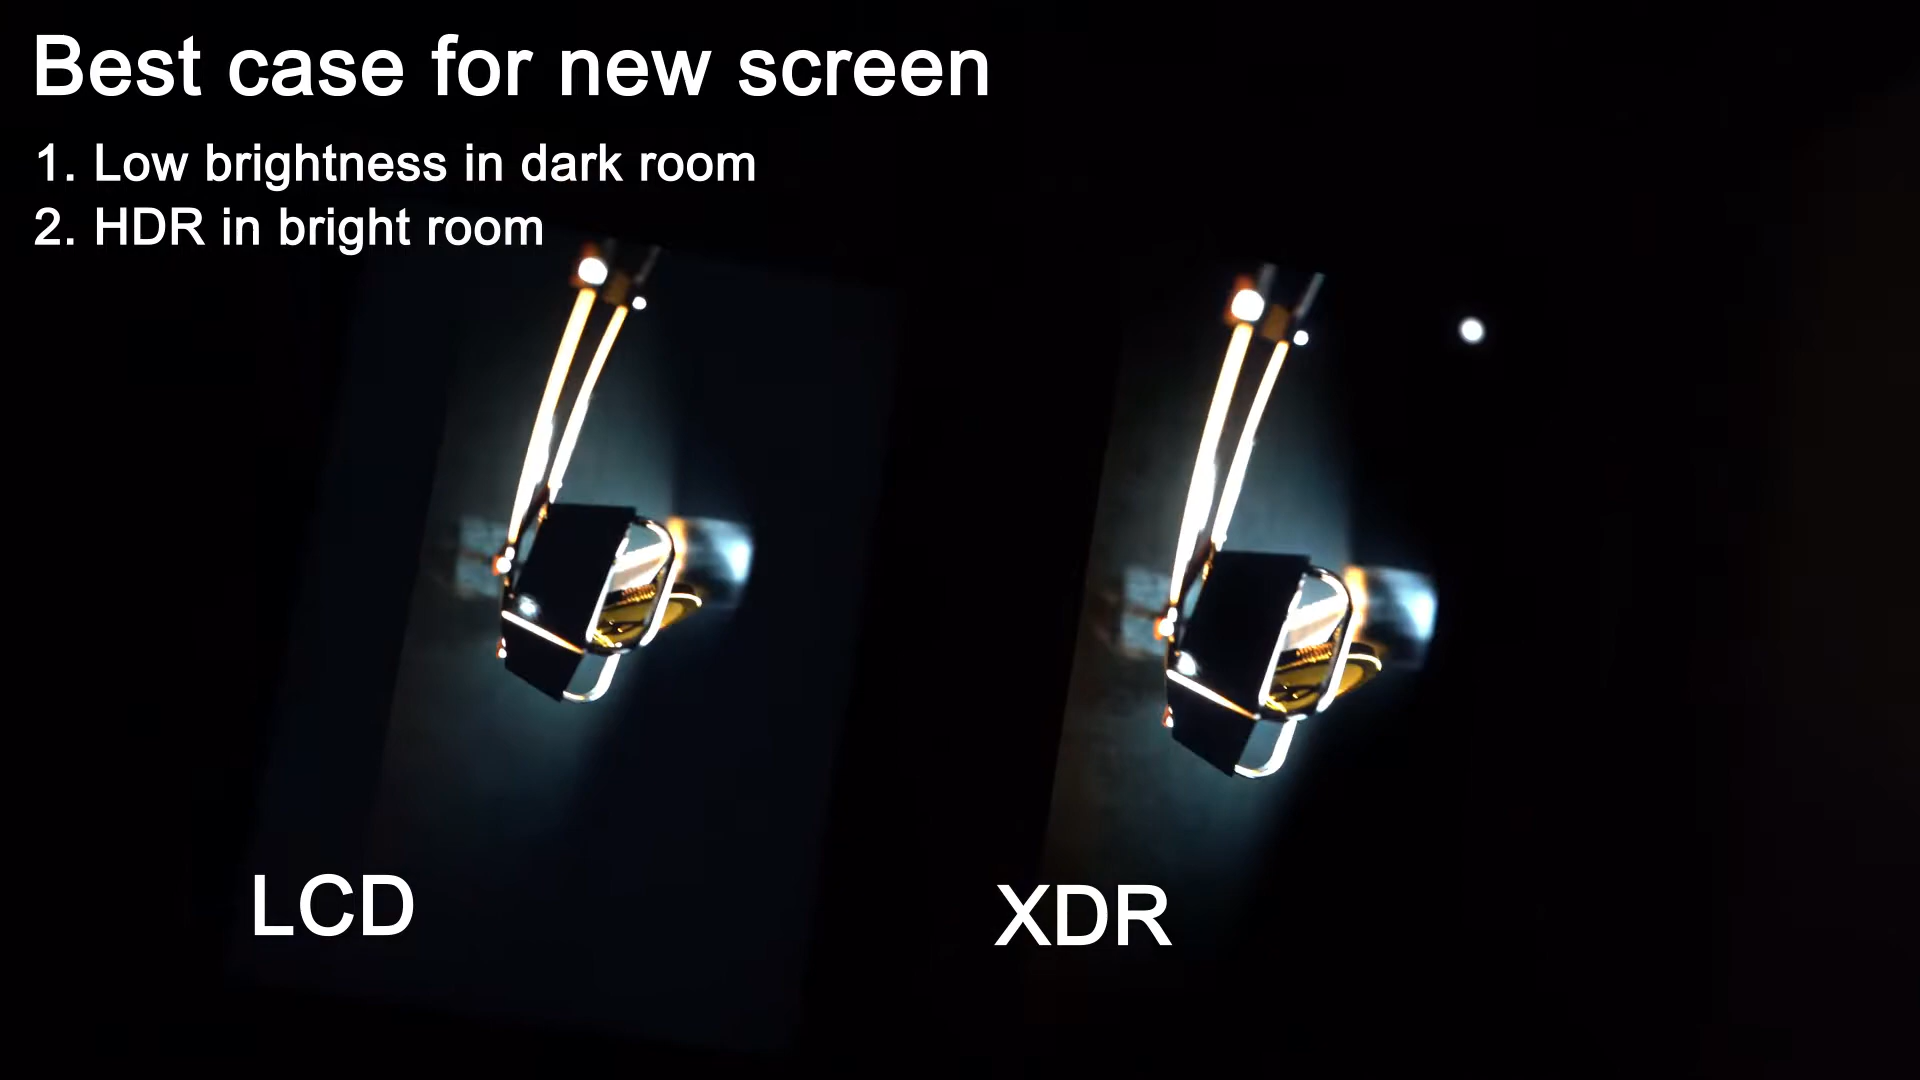 Best case for new screen
1. Low brightness in dark room
2. HDR in bright room
LCD
XDR